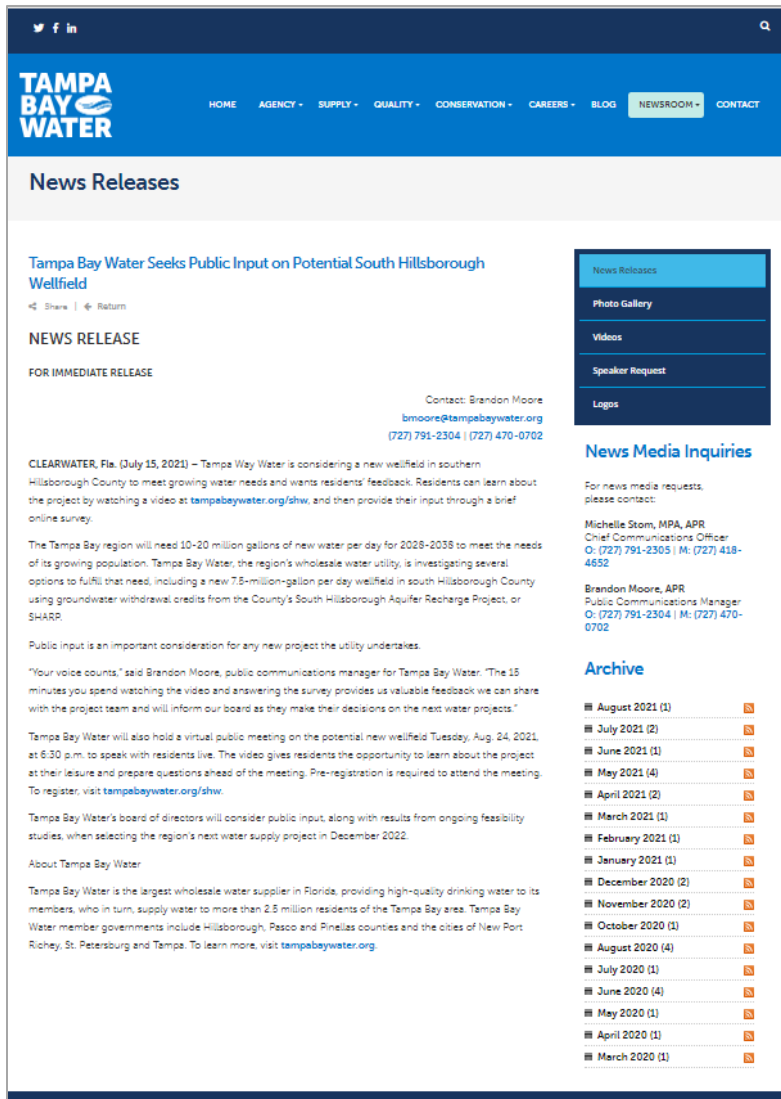 TAMPA
BAY
WATER
HOME AGENCY SUPPLY QUALITY CONSERVATION CAREERS BLOG NEWSROOM CONTACT
News Releases
Tampa Bay Water Seeks Public Input on Potential South Hillsborough
Wellfield
Share | Return
NEWS RELEASE
FOR IMMEDIATE RELEASE
Contact: Brandon Moore
bmoore@tampabaywater.org
(727) 791-2304 | (727) 470-0702
CLEARWATER, Fla. (July 15, 2021) – Tampa Way Water is considering a new wellfield in southern
Hillsborough County to meet growing water needs and wants residents' feedback. Residents can learn about
the project by watching a video at tampabaywater.org/shw, and then provide their input through a brief
online survey.
The Tampa Bay region will need 10-20 million gallons of new water per day for 2028-2038 to meet the needs
of its growing population. Tampa Bay Water, the region's wholesale water utility, is investigating several
options to fulfill that need, including a new 7.5-million-gallon per day wellfield in south Hillsborough County
using groundwater withdrawal credits from the County's South Hillsborough Aquifer Recharge Project, or
SHARP.
Public input is an important consideration for any new project the utility undertakes.
"Your voice counts," said Brandon Moore, public communications manager for Tampa Bay Water. "The 15
minutes you spend watching the video and answering the survey provides us valuable feedback we can share
with the project team and will inform our board as they make their decisions on the next water projects."
Tampa Bay Water will also hold a virtual public meeting on the potential new wellfield Tuesday, Aug. 24, 2021,
at 6:30 p.m. to speak with residents live. The video gives residents the opportunity to learn about the project
at their leisure and prepare questions ahead of the meeting. Pre-registration is required to attend the meeting.
To register, visit tampabaywater.org/shw.
Tampa Bay Water's board of directors will consider public input, along with results from ongoing feasibility
studies, when selecting the region's next water supply project in December 2022.
About Tampa Bay Water
Tampa Bay Water is the largest wholesale water supplier in Florida, providing high-quality drinking water to its
members, who in turn, supply water to more than 2.5 million residents of the Tampa Bay area. Tampa Bay
Water member governments include Hillsborough, Pasco and Pinellas counties and the cities of New Port
Richey, St. Petersburg and Tampa. To learn more, visit tampabaywater.org.
News Releases
Photo Gallery
Videos
Speaker Request
Logos
News Media Inquiries
For news media requests,
please contact:
Michelle Stom, MPA, APR
Chief Communications Officer
O: (727) 791-2305 | M: (727) 418-
4652
Brandon Moore, APR
Public Communications Manager
O: (727) 791-2304 | M: (727) 470-
0702
Archive
August 2021 (1)
July 2021 (2)
June 2021 (1)
May 2021 (4)
April 2021 (2)
March 2021 (1)
February 2021 (1)
January 2021 (1)
December 2020 (2)
November 2020 (2)
October 2020 (1)
August 2020 (4)
July 2020 (1)
June 2020 (4)
May 2020 (1)
April 2020 (1)
March 2020 (1)